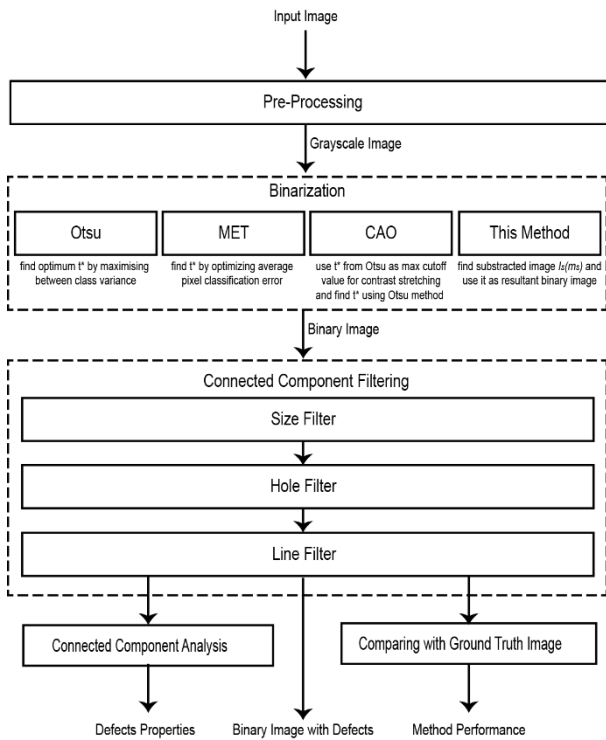 Input Image
Pre-Processing
Grayscale Image
Binarization
Otsu
find optimum t* by maximising
between class variance
MET
find t* by optimizing average
pixel classification error
CAO
use t* from Otsu as max cutoff
value for contrast stretching
and find t* using Otsu method
This Method
find substracted image Is(ms) and
use it as resultant binary image
Binary Image
Connected Component Filtering
Size Filter
Hole Filter
Line Filter
Connected Component Analysis
Comparing with Ground Truth Image
Defects Properties
Binary Image with Defects
Method Performance